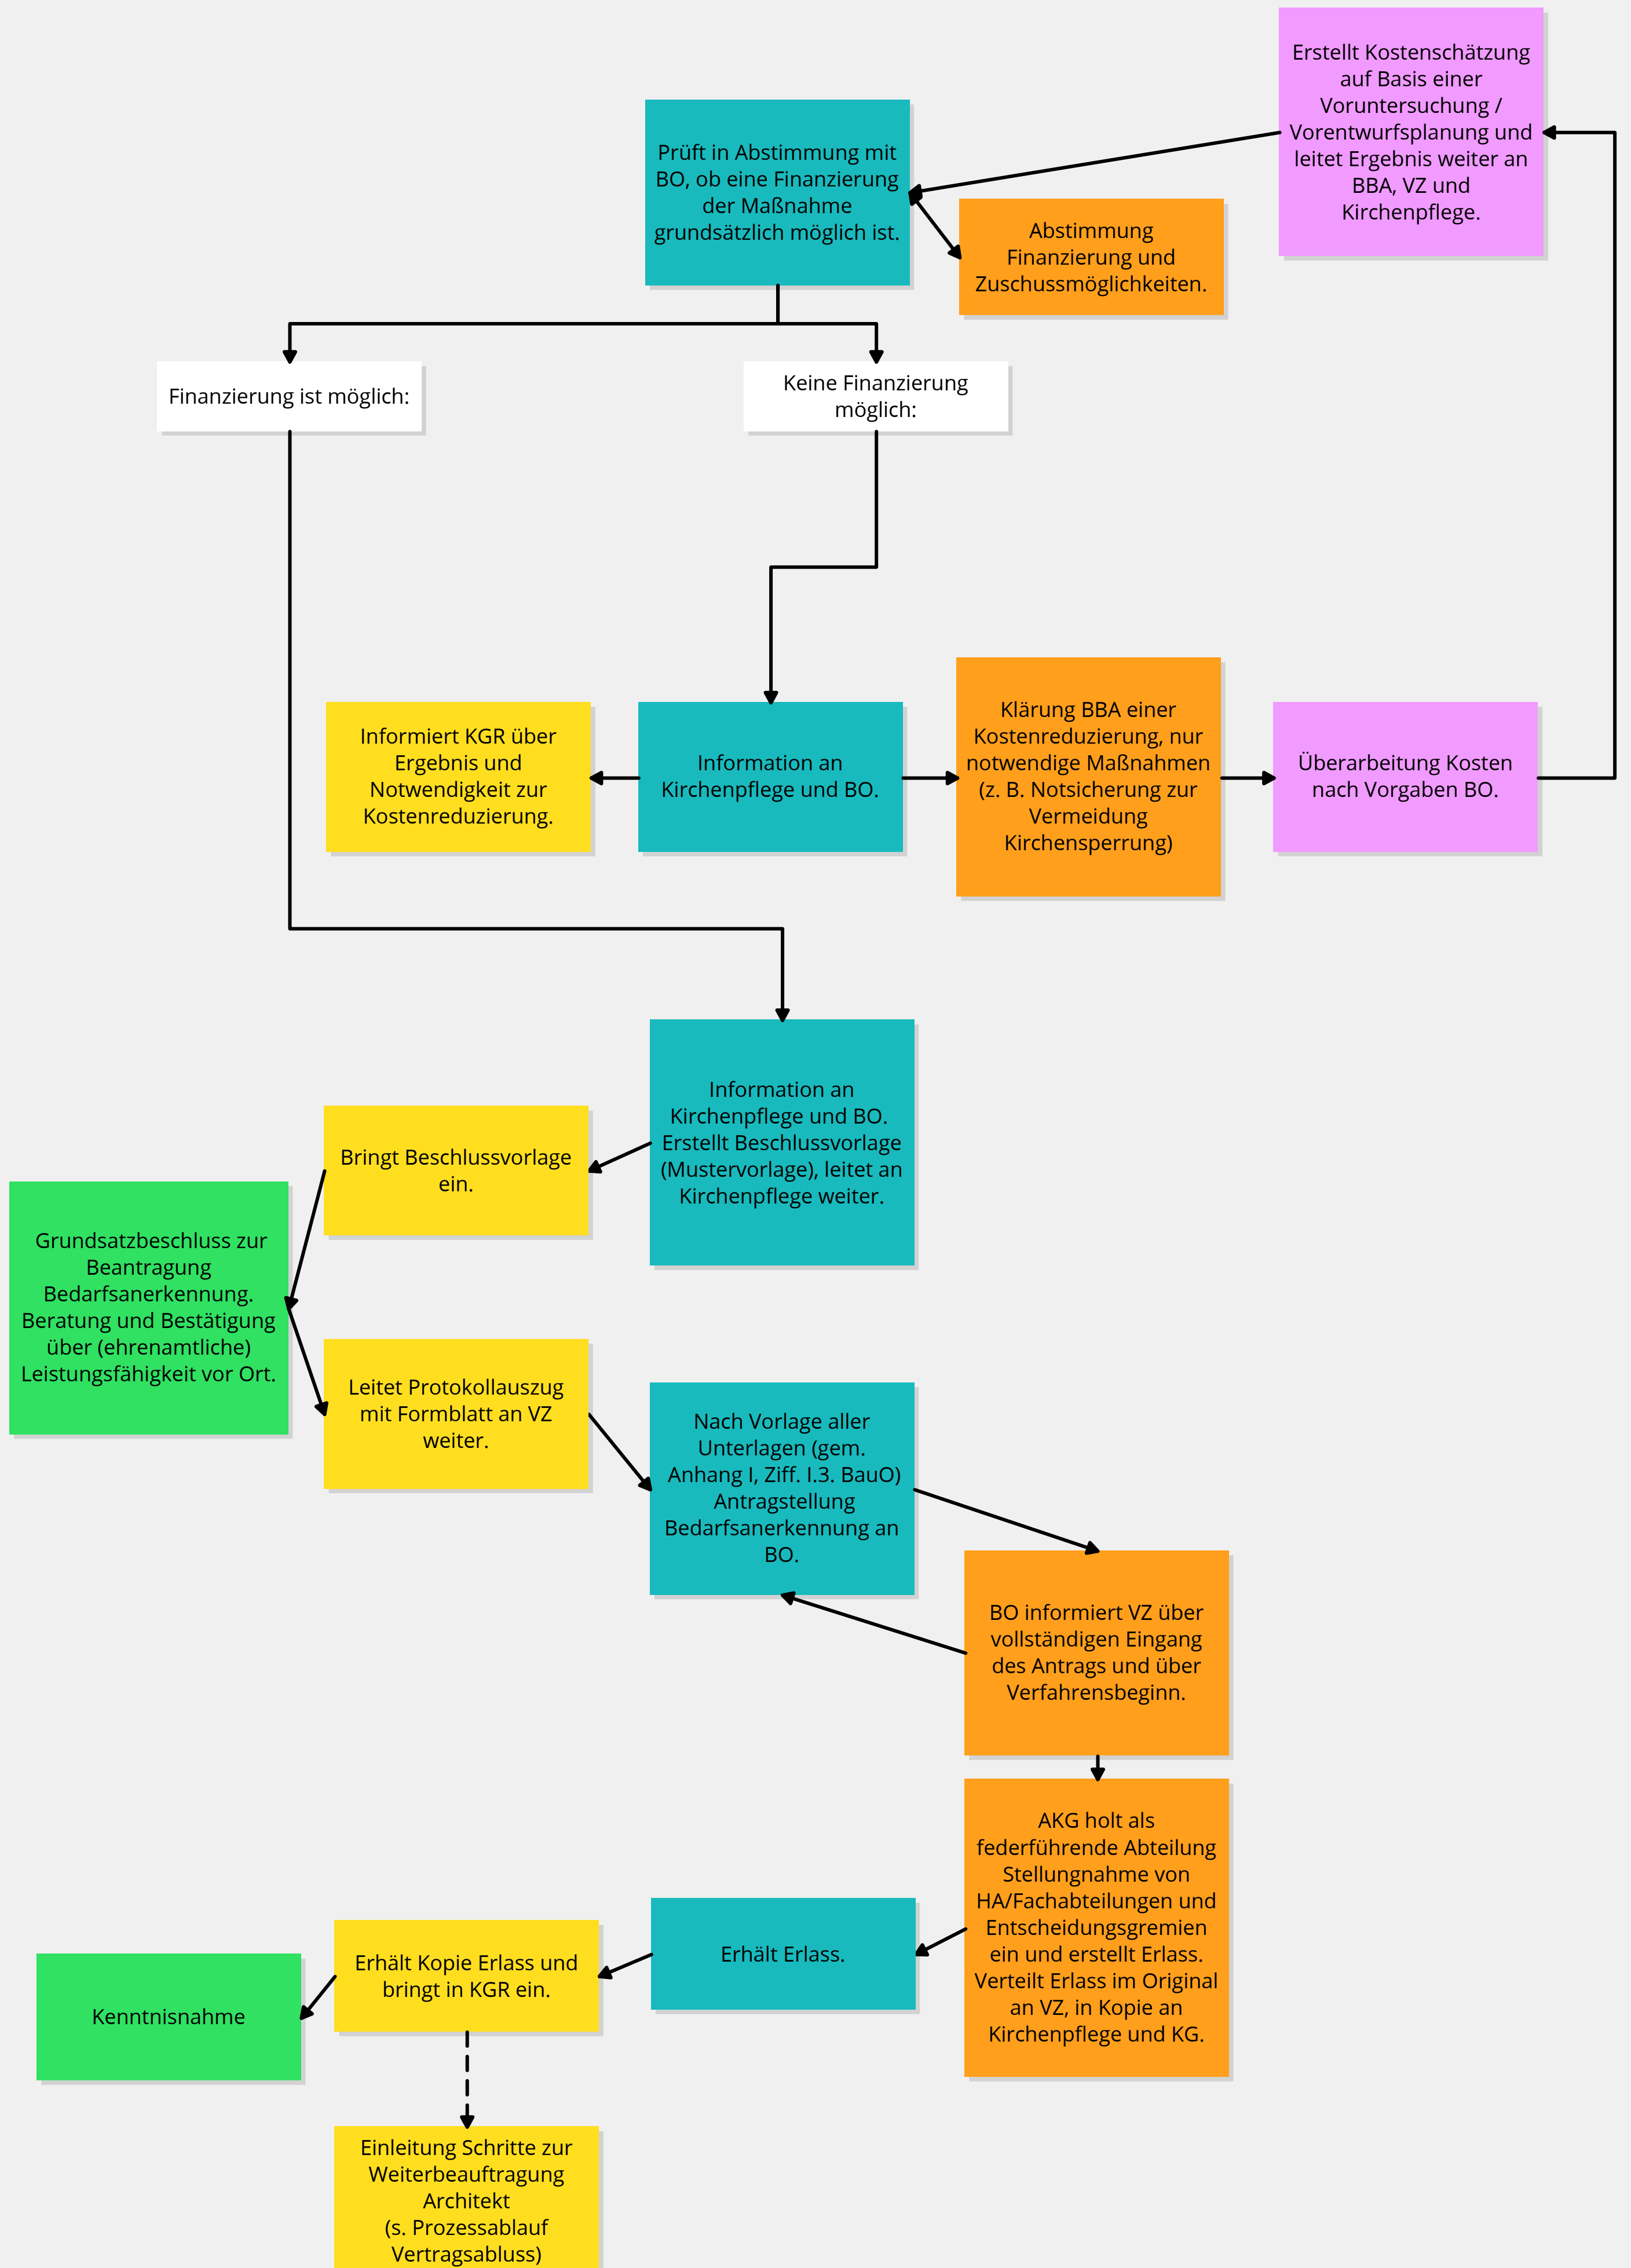 Erstellt Kostenschätzung
auf Basis einer
Voruntersuchung /
Vorentwurfsplanung und
leitet Ergebnis weiter an
BBA, VZ und
Kirchenpflege.
Prüft in Abstimmung mit
BO, ob eine Finanzierung
der Maßnahme
grundsätzlich möglich ist.
Abstimmung
Finanzierung und
Zuschussmöglichkeiten.
Finanzierung ist möglich:
Keine Finanzierung
möglich:
Informiert KGR über
Ergebnis und
Notwendigkeit zur
Kostenreduzierung.
Information an
Kirchenpflege und BO.
Klärung BBA einer
Kostenreduzierung, nur
notwendige Maßnahmen
(z. B. Notsicherung zur
Vermeidung
Kirchensperrung)
Überarbeitung Kosten
nach Vorgaben BO.
Information an
Kirchenpflege und BO.
Erstellt Beschlussvorlage
(Mustervorlage), leitet an
Kirchenpflege weiter.
Bringt Beschlussvorlage
ein.
Grundsatzbeschluss zur
Beantragung
Bedarfsanerkennung.
Beratung und Bestätigung
über (ehrenamtliche)
Leistungsfähigkeit vor Ort.
Leitet Protokollauszug
mit Formblatt an VZ
weiter.
Nach Vorlage aller
Unterlagen (gem.
Anhang I, Ziff. I.3. BauO)
Antragstellung
Bedarfsanerkennung an
BO.
BO informiert VZ über
vollständigen Eingang
des Antrags und über
Verfahrensbeginn.
AKG holt als
federführende Abteilung
Stellungnahme von
HA/Fachabteilungen und
Entscheidungsgremien
ein und erstellt Erlass.
Verteilt Erlass im Original
an VZ, in Kopie an
Kirchenpflege und KG.
Erhält Erlass.
Erhält Kopie Erlass und
bringt in KGR ein.
Kenntnisnahme
Einleitung Schritte zur
Weiterbeauftragung
Architekt
(s. Prozessablauf
Vertragsabluss)